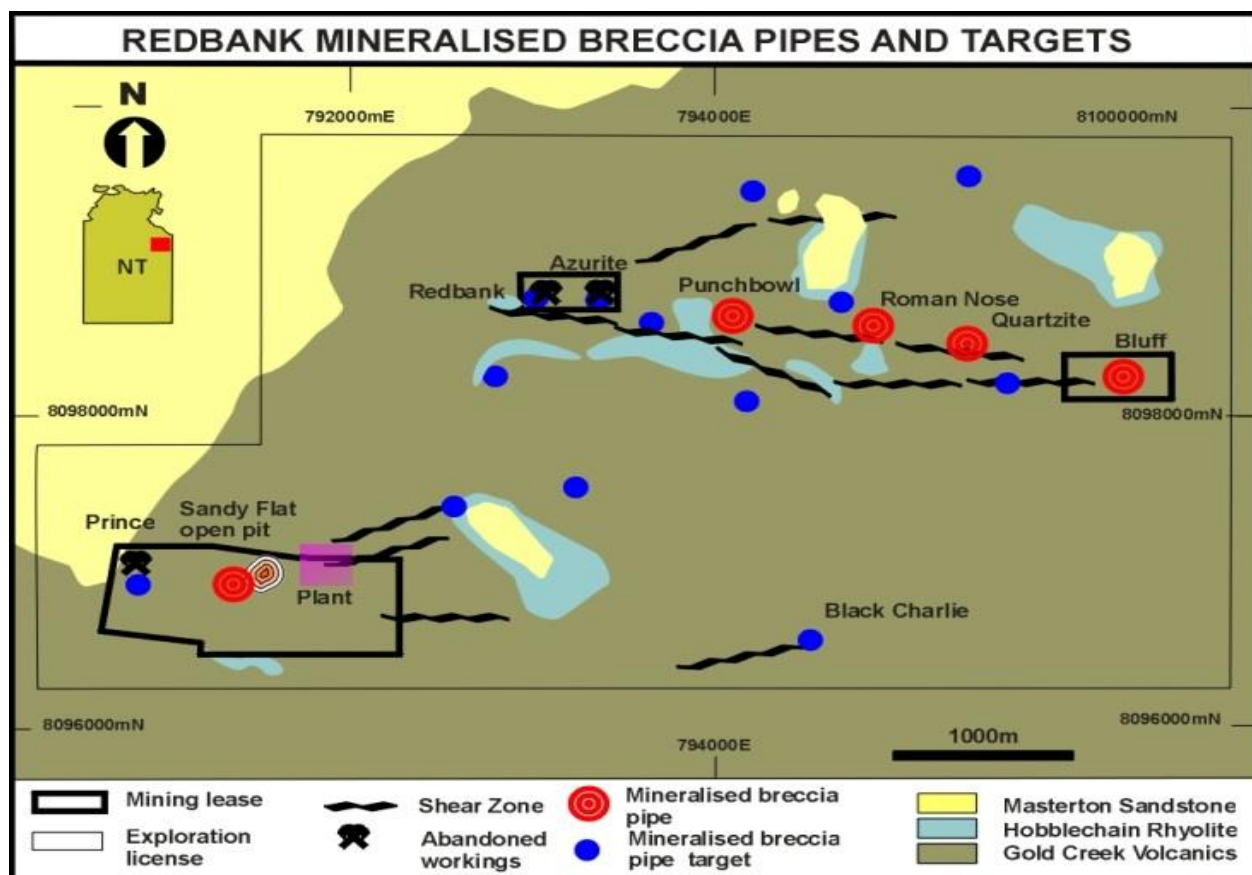 REDBANK MINERALISED BRECCIA PIPES AND TARGETS
N
792000mE
794000E
8100000mN
NT
Azurite
Redbank
Punchbowl
Roman Nose
Quartzite
Bluff
8098000mN
8098000mN
Prince
Sandy Flat
open pit
Plant
Black Charlie
8096000mN
794000E
8096000mN
1000m
Mining lease
Exploration
license
Shear Zone
Abandoned
workings
Mineralised breccia
pipe
Mineralised breccia
pipe target
Masterton Sandstone
Hobblechain Rhyolite
Gold Creek Volcanics